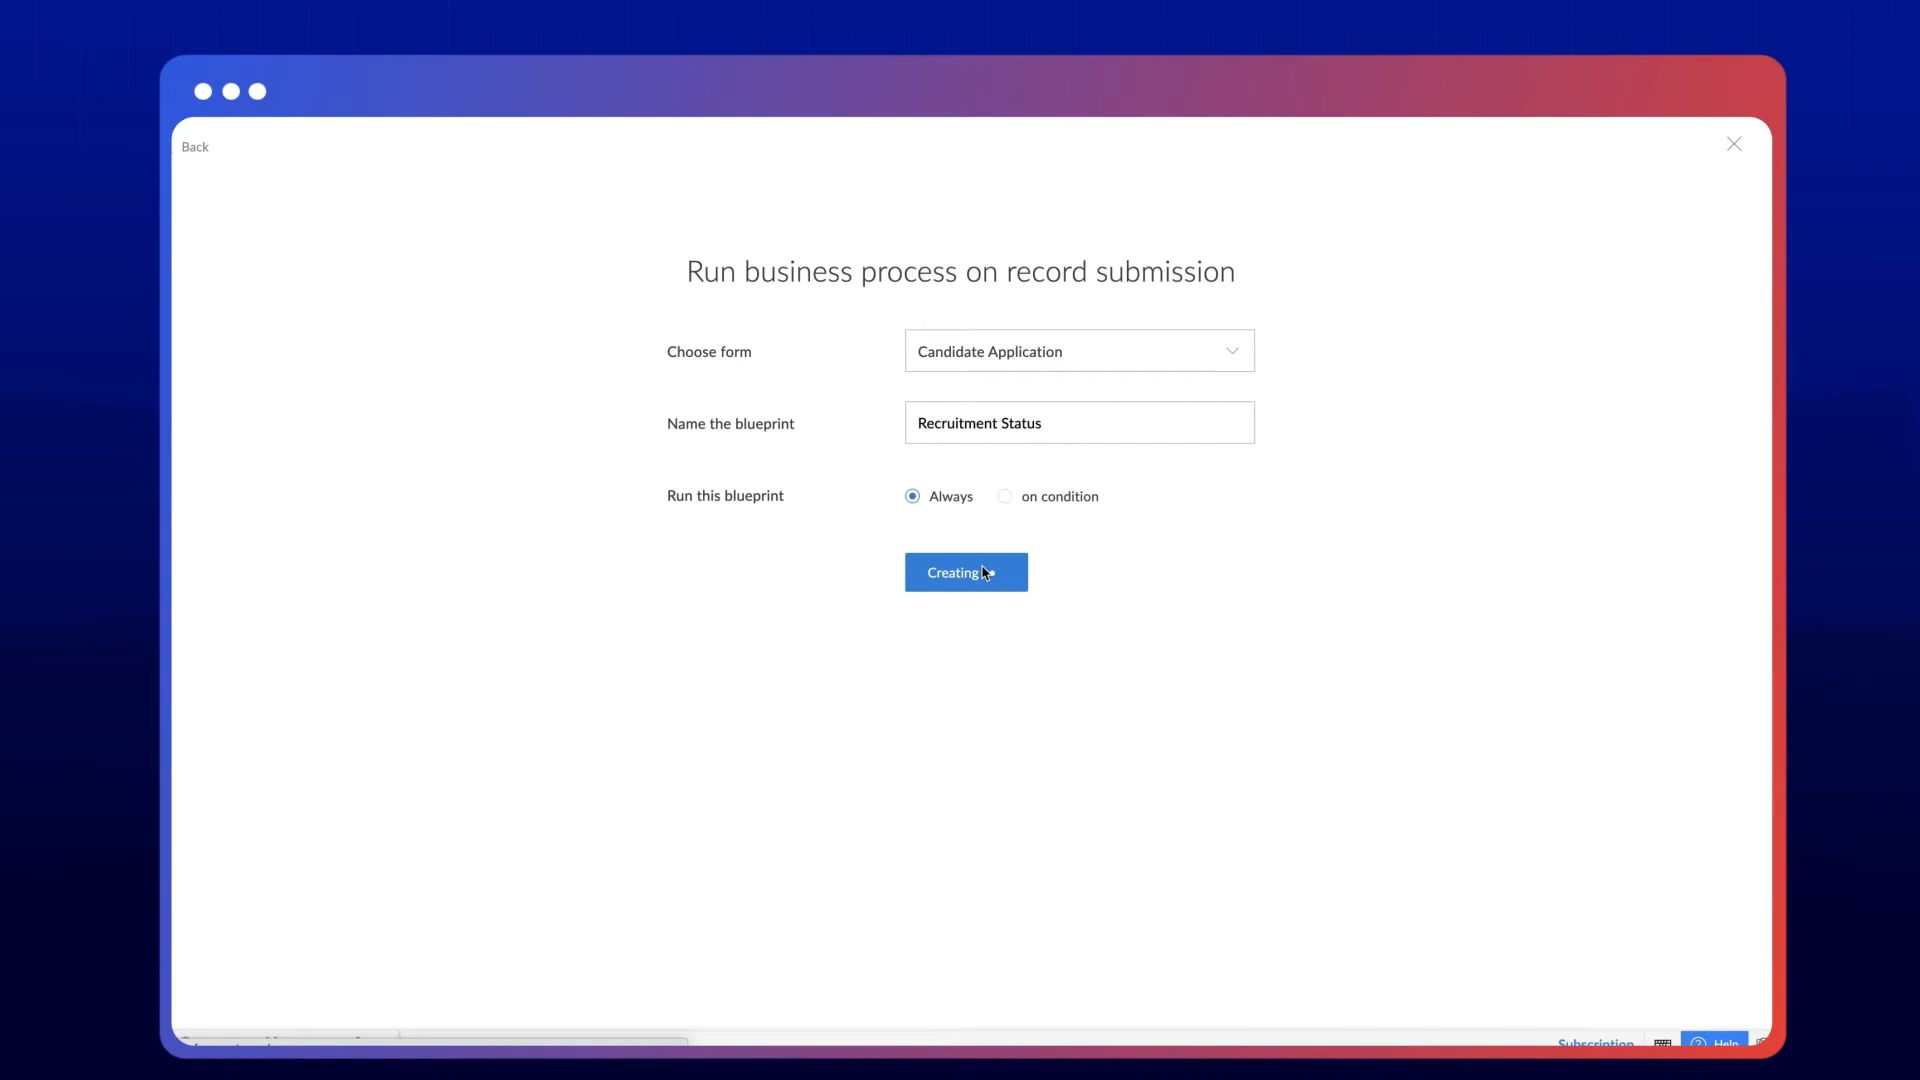 Back
Run business process on record submission
Choose form
Candidate Application
Name the blueprint
Recruitment Status
Run this blueprint
Always
on condition
Creating
Subscription
Help